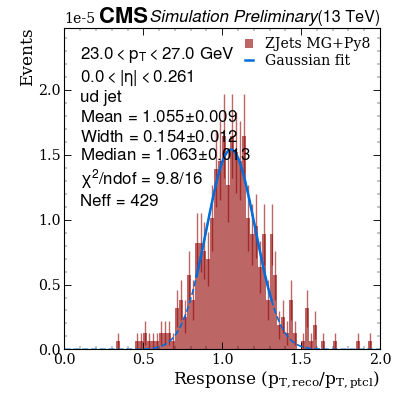 1e-5 CMS Simulation Preliminary (13 TeV)
Events
ZJets MG+Py8
Gaussian fit
23.0 < p_T < 27.0 GeV
0.0 < |η| < 0.261
ud jet
Mean = 1.055±0.009
Width = 0.154±0.012
Median = 1.063±0.013
χ²/ndof = 9.8/16
Neff = 429
2.0
1.5
1.0
0.5
0.0
0.0 0.5 1.0 1.5 2.0
Response (p_T,reco/p_T,ptcl)